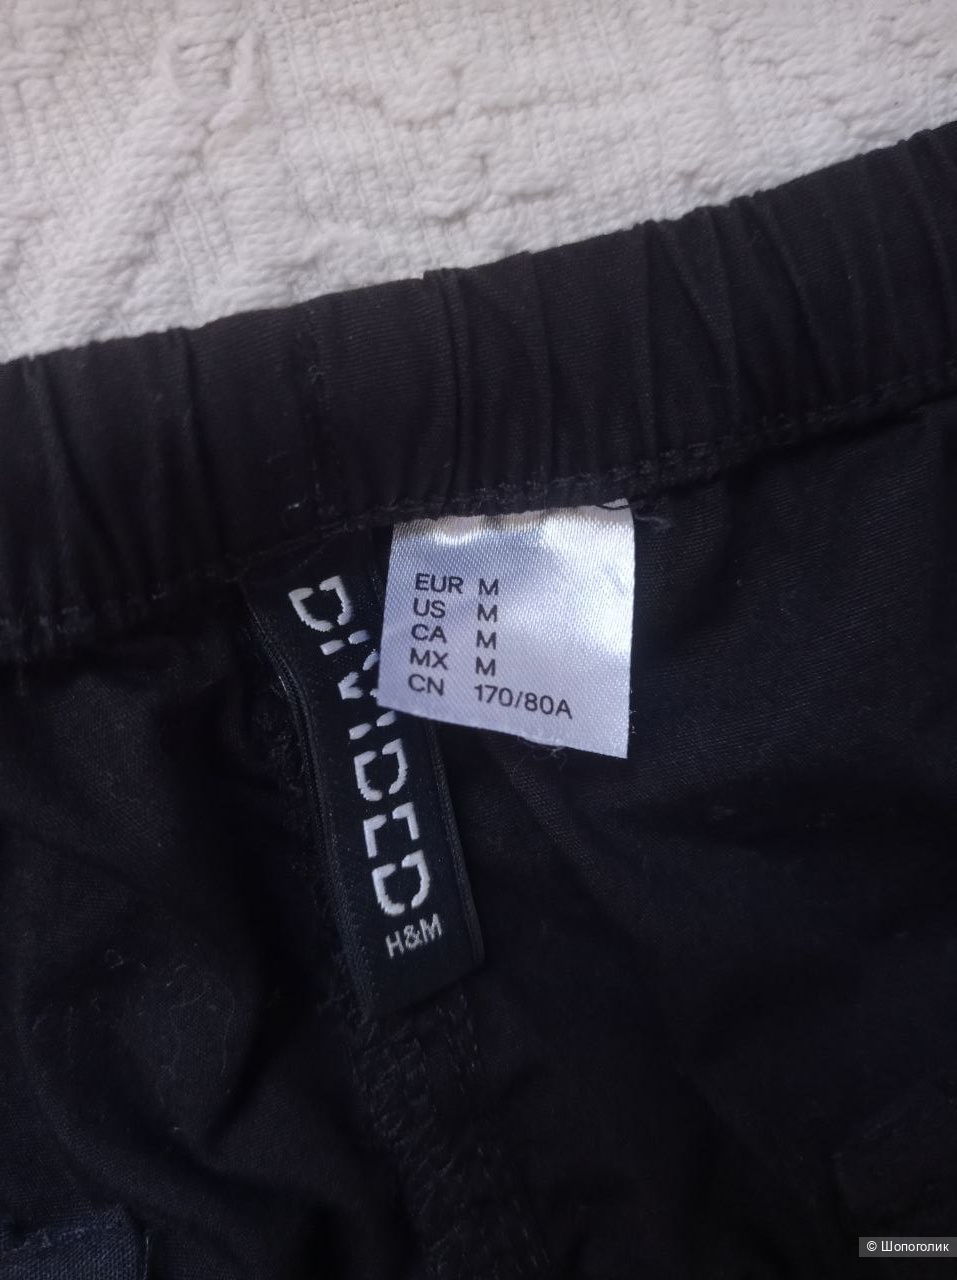 EUR M
US M
CA M
MX M
CN 170/80A
DIVIDED
H&M
© Шопоголик